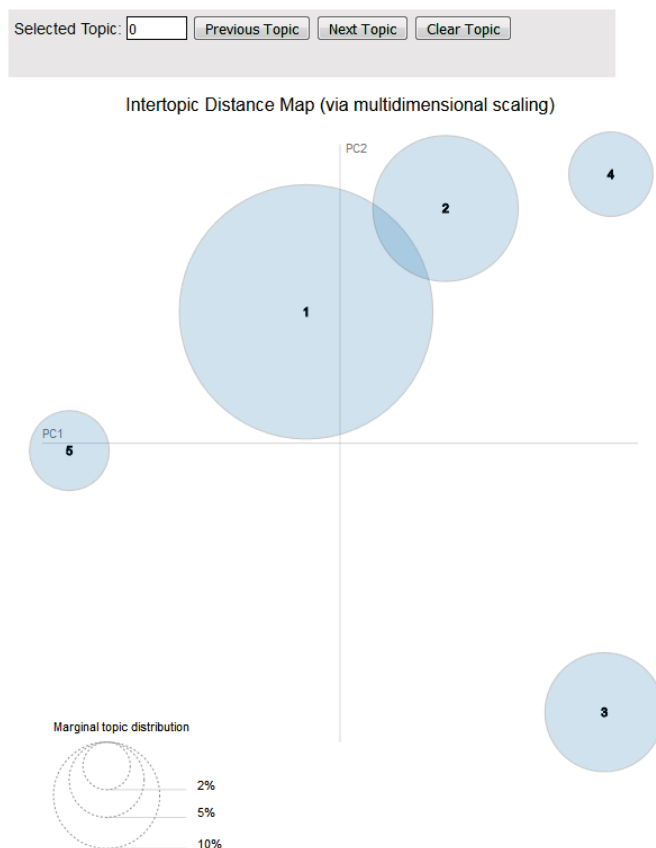 Selected Topic: 0 Previous Topic Next Topic Clear Topic
Intertopic Distance Map (via multidimensional scaling)
PC2
4
2
1
PC1
5
3
Marginal topic distribution
2%
5%
10%